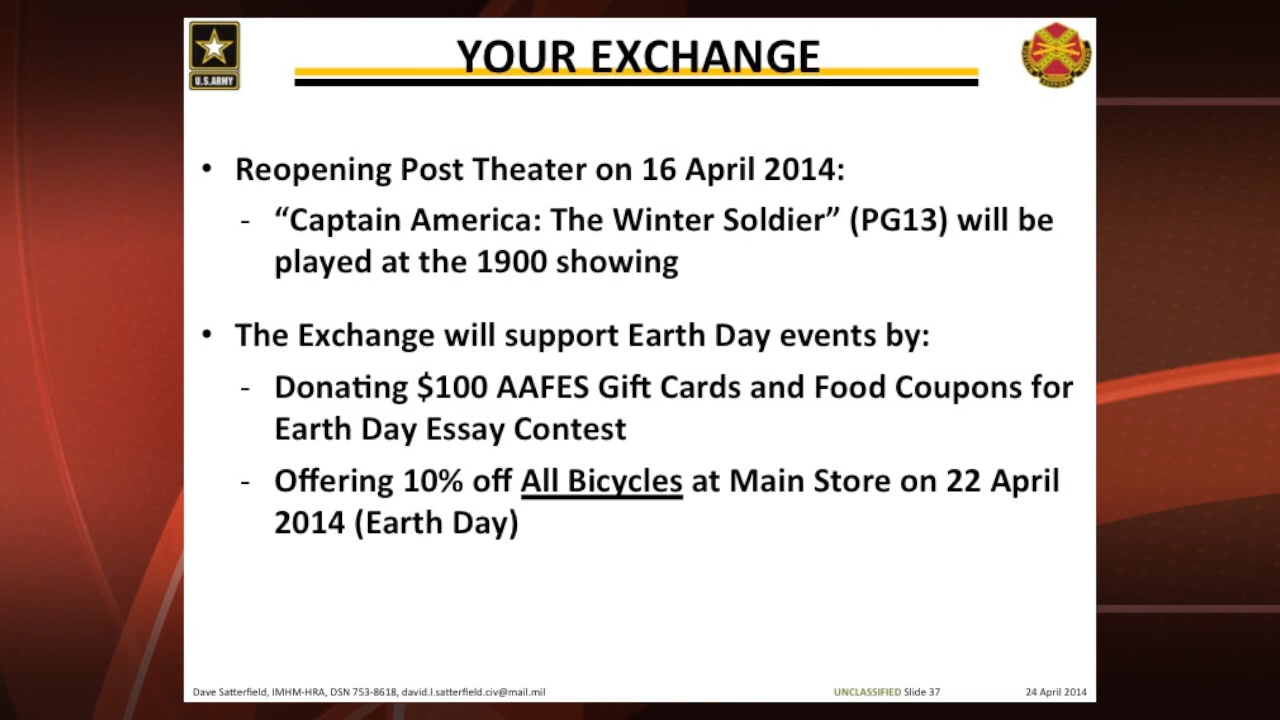 YOUR EXCHANGE
U.S.ARMY
• Reopening Post Theater on 16 April 2014:
- “Captain America: The Winter Soldier” (PG13) will be
played at the 1900 showing
• The Exchange will support Earth Day events by:
- Donating $100 AAFES Gift Cards and Food Coupons for
Earth Day Essay Contest
- Offering 10% off All Bicycles at Main Store on 22 April
2014 (Earth Day)
Dave Satterfield, IMHM-HRA, DSN 753-8618, david.l.satterfield.civ@mail.mil
UNCLASSIFIED Slide 37
24 April 2014